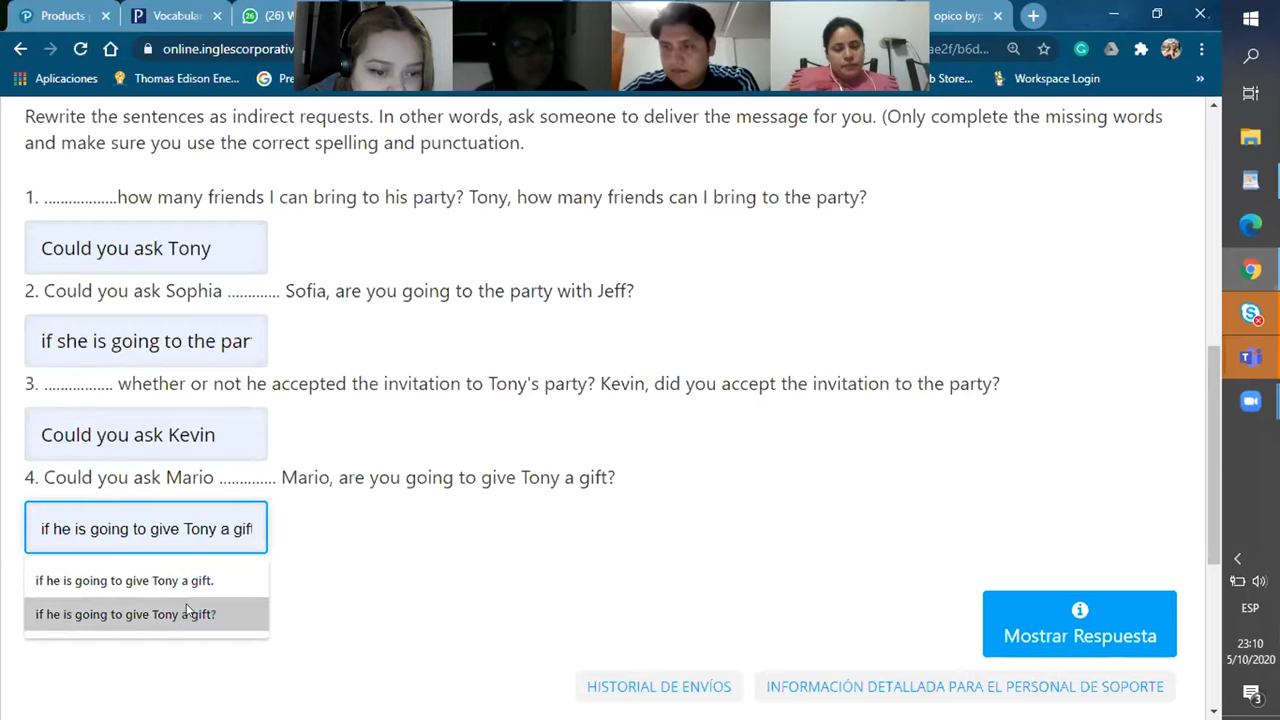 Products
Vocabular
(26) W
opico byp
online.inglescorporativ
ae2f/b6d...
Aplicaciones
Thomas Edison Ene...
Pre
b Store...
Workspace Login
»
Rewrite the sentences as indirect requests. In other words, ask someone to deliver the message for you. (Only complete the missing words
and make sure you use the correct spelling and punctuation.
1. .................how many friends I can bring to his party? Tony, how many friends can I bring to the party?
Could you ask Tony
2. Could you ask Sophia ............ Sofia, are you going to the party with Jeff?
if she is going to the par
3. ................ whether or not he accepted the invitation to Tony's party? Kevin, did you accept the invitation to the party?
Could you ask Kevin
4. Could you ask Mario ............. Mario, are you going to give Tony a gift?
if he is going to give Tony a gift
if he is going to give Tony a gift.
if he is going to give Tony a gift?
Mostrar Respuesta
HISTORIAL DE ENVÍOS
INFORMACIÓN DETALLADA PARA EL PERSONAL DE SOPORTE
ESP
23:10
5/10/2020
3